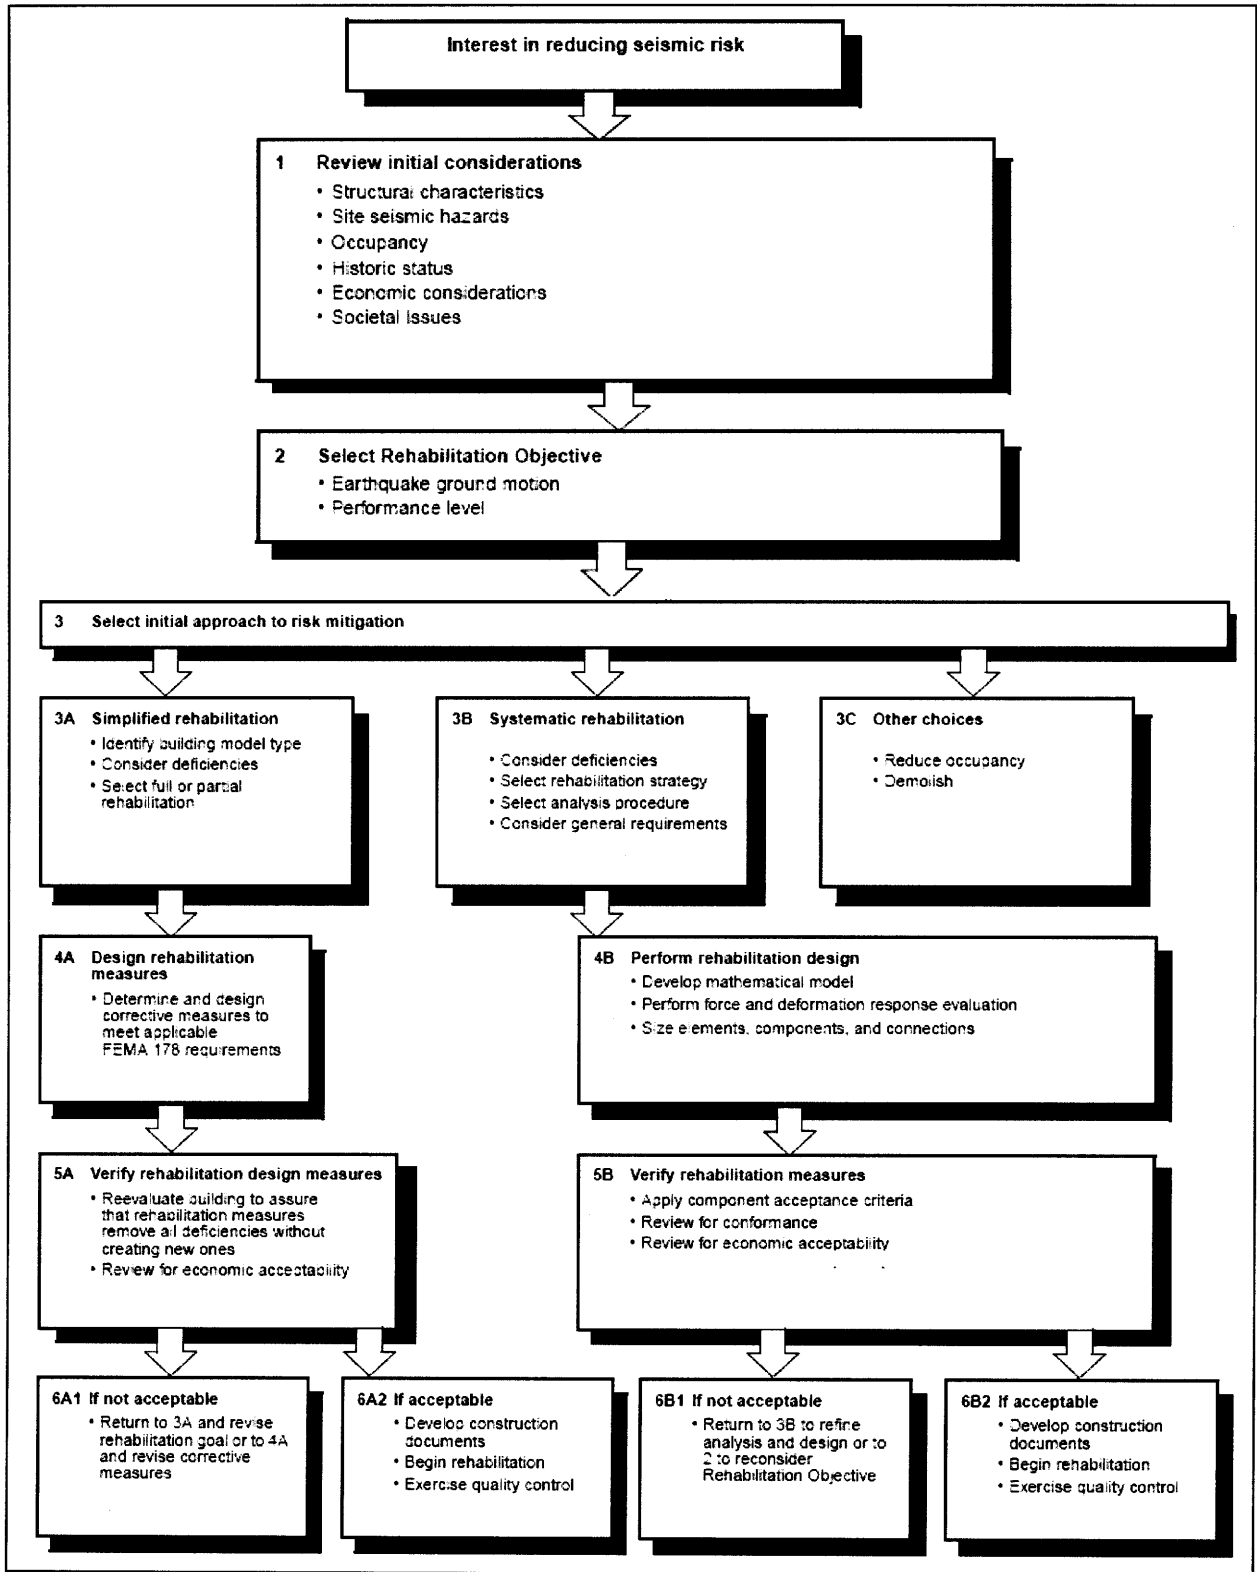 Interest in reducing seismic risk
1 Review initial considerations
• Structural characteristics
• Site seismic hazards
• Occupancy
• Historic status
• Economic considerations
• Societal Issues
2 Select Rehabilitation Objective
• Earthquake ground motion
• Performance level
3 Select initial approach to risk mitigation
3A Simplified rehabilitation
• Identify building model type
• Consider deficiencies
• Select full or partial
rehabilitation
3B Systematic rehabilitation
• Consider deficiencies
• Select rehabilitation strategy
• Select analysis procedure
• Consider general requirements
3C Other choices
• Reduce occupancy
• Demolish
4A Design rehabilitation
measures
• Determine and design
corrective measures to
meet applicable
FEMA 178 requirements
4B Perform rehabilitation design
• Develop mathematical model
• Perform force and deformation response evaluation
• Size elements, components, and connections
5A Verify rehabilitation design measures
• Reevaluate building to assure
that rehabilitation measures
remove all deficiencies without
creating new ones
• Review for economic acceptability
5B Verify rehabilitation measures
• Apply component acceptance criteria
• Review for conformance
• Review for economic acceptability
6A1 If not acceptable
• Return to 3A and revise
rehabilitation goal or to 4A
and revise corrective
measures
6A2 If acceptable
• Develop construction
documents
• Begin rehabilitation
• Exercise quality control
6B1 If not acceptable
• Return to 3B to refine
analysis and design or to
2 to reconsider
Rehabilitation Objective
6B2 If acceptable
• Develop construction
documents
• Begin rehabilitation
• Exercise quality control